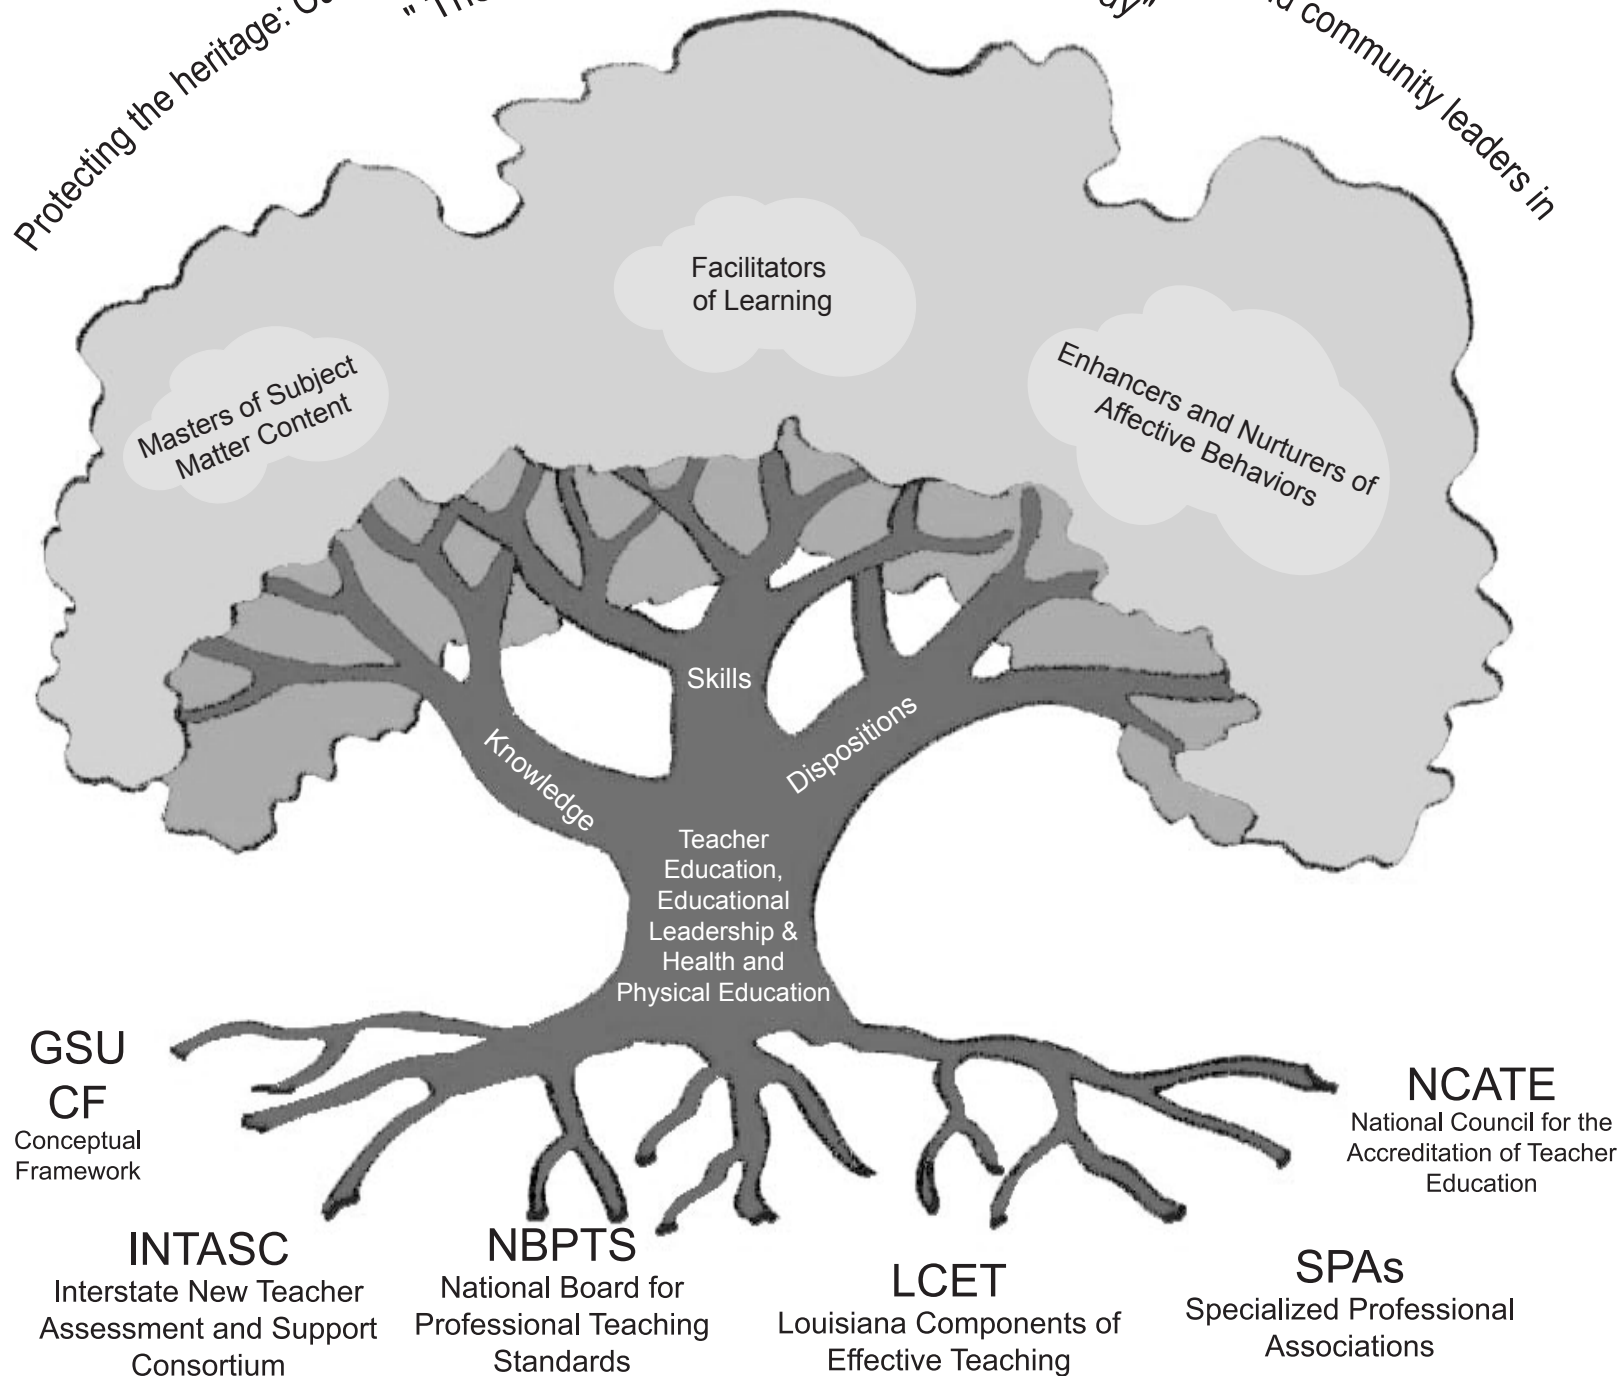 Protecting the heritage:
community leaders in
Facilitators
of Learning
Masters of Subject
Matter Content
Enhancers and Nurturers of
Affective Behaviors
Skills
Knowledge
Dispositions
Teacher
Education,
Educational
Leadership &
Health and
Physical Education
GSU
CF
Conceptual
Framework
INTASC
Interstate New Teacher
Assessment and Support
Consortium
NBPTS
National Board for
Professional Teaching
Standards
LCET
Louisiana Components of
Effective Teaching
SPAs
Specialized Professional
Associations
NCATE
National Council for the
Accreditation of Teacher
Education